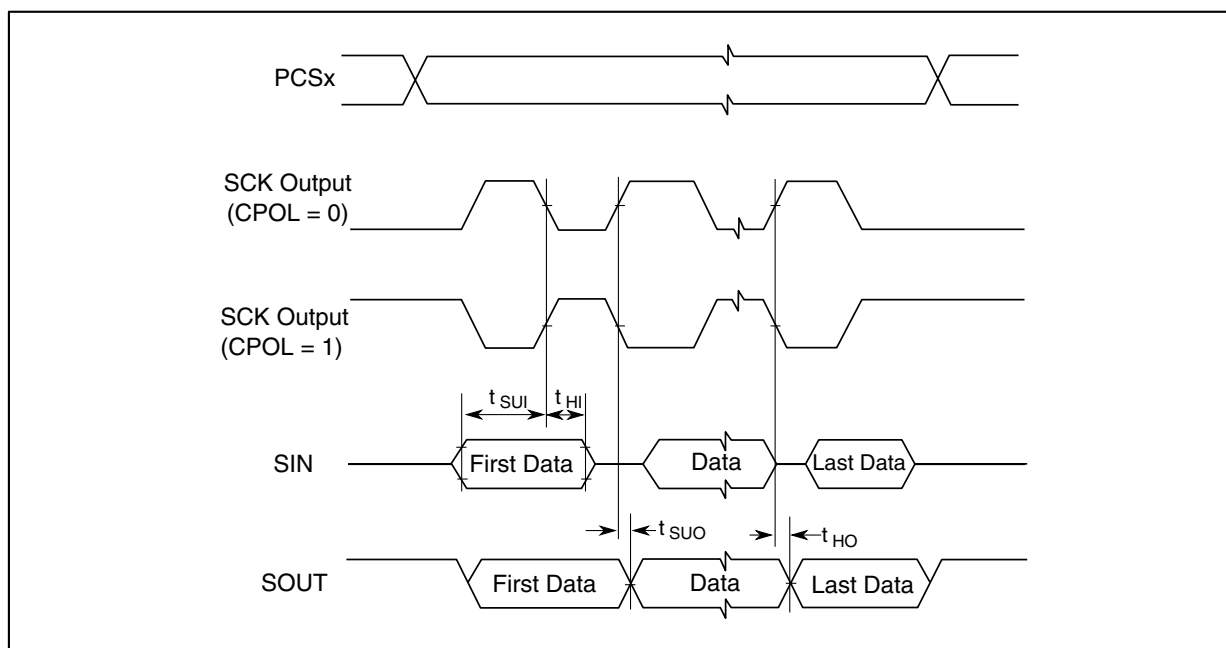 PCSx
SCK Output
(CPOL = 0)
SCK Output
(CPOL = 1)
t SUI
t HI
SIN
First Data
Data
Last Data
t SUO
t HO
SOUT
First Data
Data
Last Data